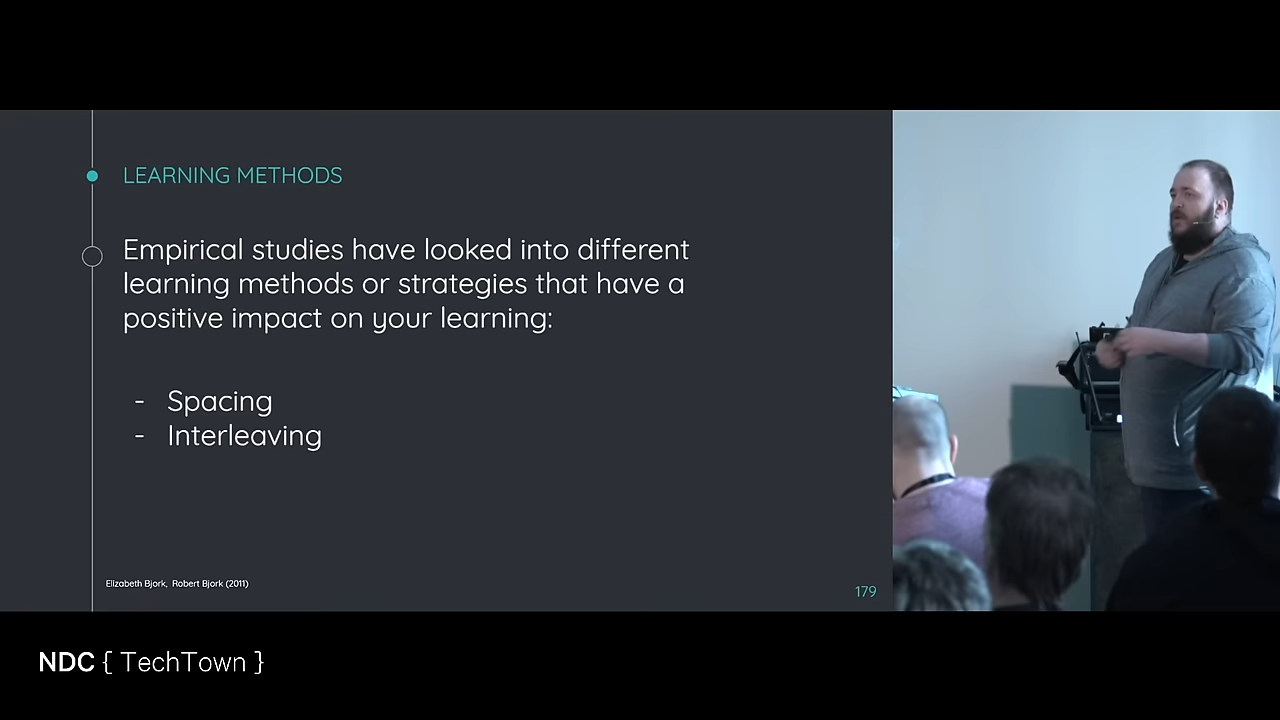 LEARNING METHODS
Empirical studies have looked into different
learning methods or strategies that have a
positive impact on your learning:
- Spacing
- Interleaving
Elizabeth Bjork, Robert Bjork (2011)
179
NDC { TechTown }